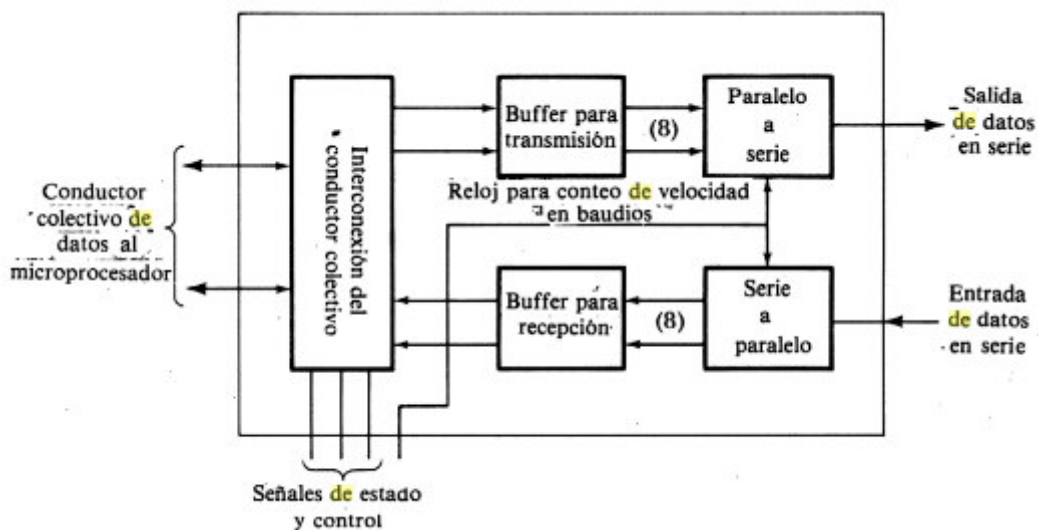 Conductor
colectivo de
datos al
microprocesador
Interconexión del
conductor colectivo
Buffer para
transmisión
(8)
Paralelo
a
serie
Salida
de datos
en serie
Reloj para conteo de velocidad
en baudios
Buffer para
recepción
(8)
Serie
a
paralelo
Entrada
de datos
en serie
Señales de estado
y control